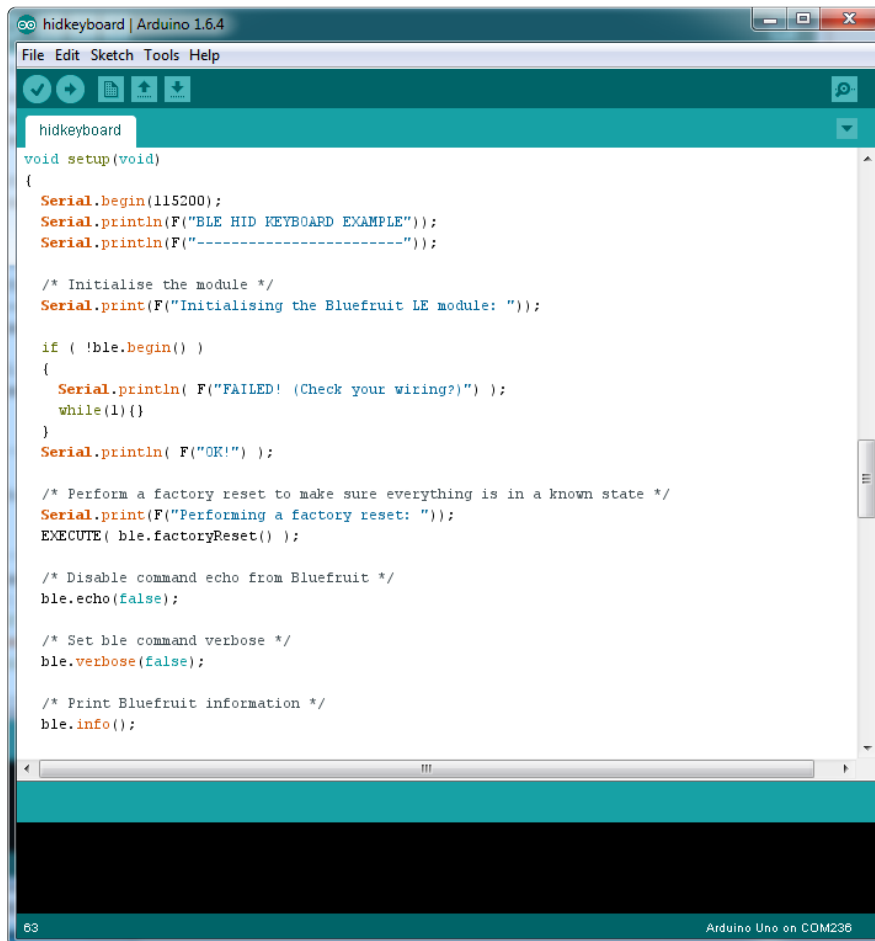 hidkeyboard | Arduino 1.6.4
File Edit Sketch Tools Help
hidkeyboard
void setup(void)
{
  Serial.begin(115200);
  Serial.println(F("BLE HID KEYBOARD EXAMPLE"));
  Serial.println(F("------------------------"));

  /* Initialise the module */
  Serial.print(F("Initialising the Bluefruit LE module: "));

  if ( !ble.begin() )
  {
    Serial.println( F("FAILED! (Check your wiring?)") );
    while(1){}
  }
  Serial.println( F("OK!") );

  /* Perform a factory reset to make sure everything is in a known state */
  Serial.print(F("Performing a factory reset: "));
  EXECUTE( ble.factoryReset() );

  /* Disable command echo from Bluefruit */
  ble.echo(false);

  /* Set ble command verbose */
  ble.verbose(false);

  /* Print Bluefruit information */
  ble.info();
63
Arduino Uno on COM236